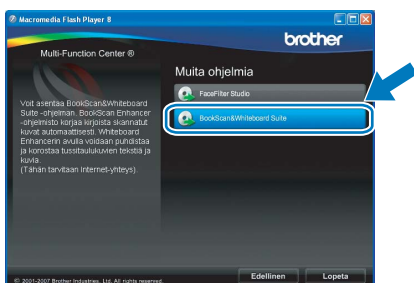 Macromedia Flash Player 8
brother
Multi-Function Center ®
Muita ohjelmia
FaceFilter Studio
BookScan&Whiteboard Suite
Voit asentaa BookScan&Whiteboard
Suite -ohjelman. BookScan Enhancer
-ohjelmisto korjaa kirjoista skannatut
kuvat automaattisesti. Whiteboard
Enhancerin avulla voidaan puhdistaa
ja korostaa tussitaulukuvien tekstiä ja
kuvia.
(Tähän tarvitaan Internet-yhteys).
Edellinen
Lopeta
© 2001-2007 Brother Industries, Ltd. All rights reserved.